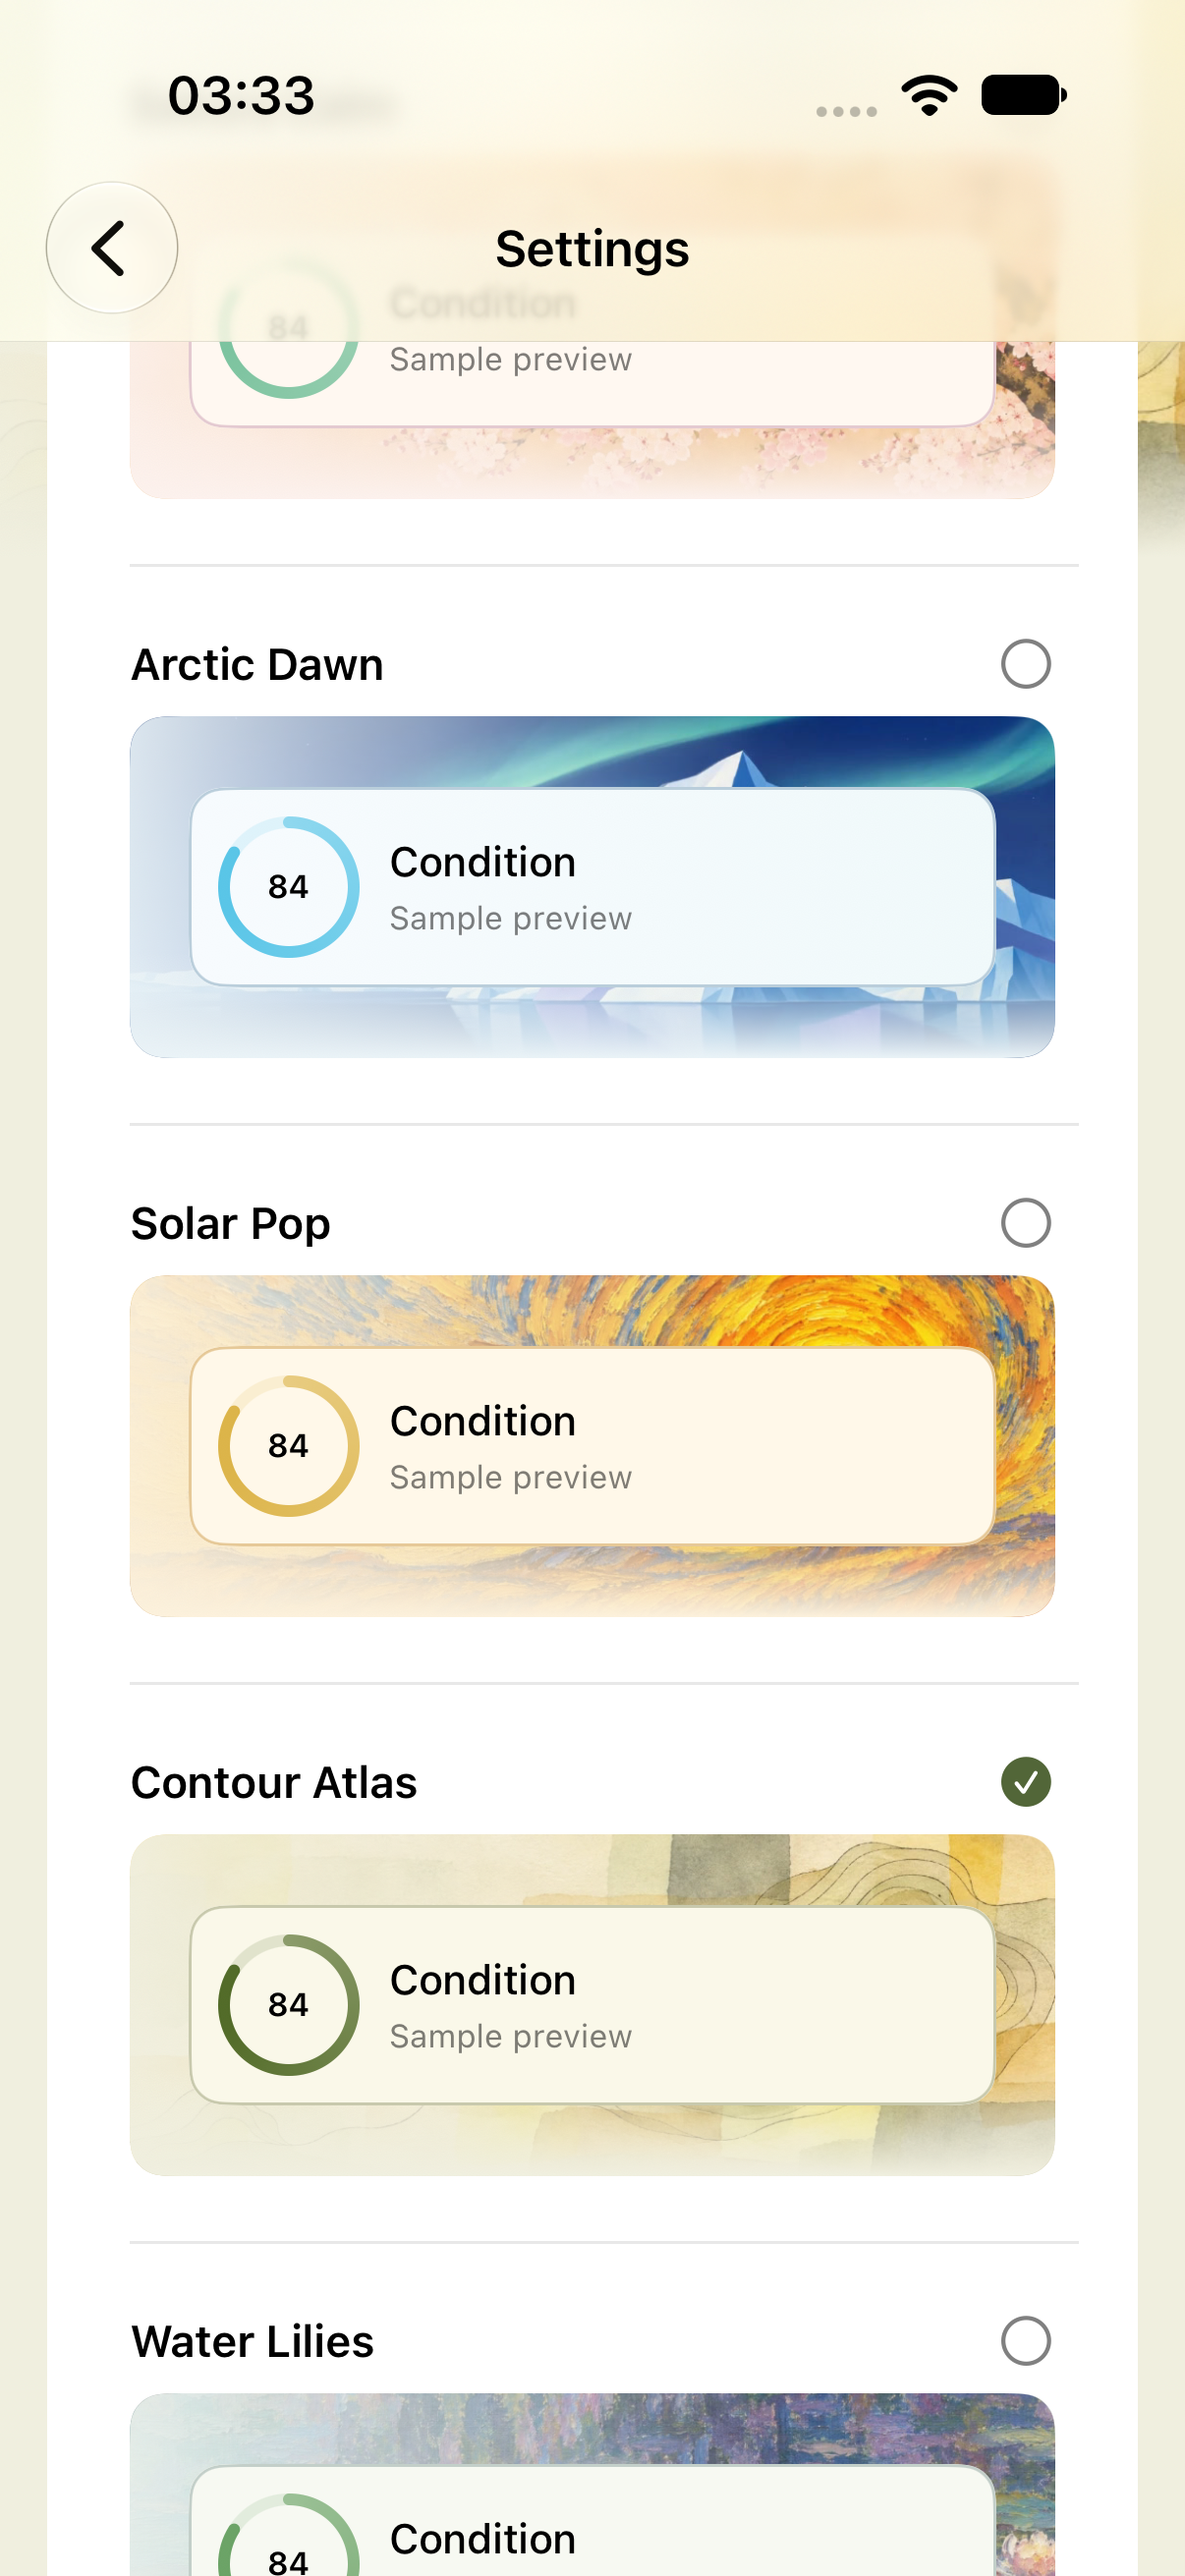 03:33
Settings
84
Condition
Sample preview
Arctic Dawn
84
Condition
Sample preview
Solar Pop
84
Condition
Sample preview
Contour Atlas
84
Condition
Sample preview
Water Lilies
84
Condition